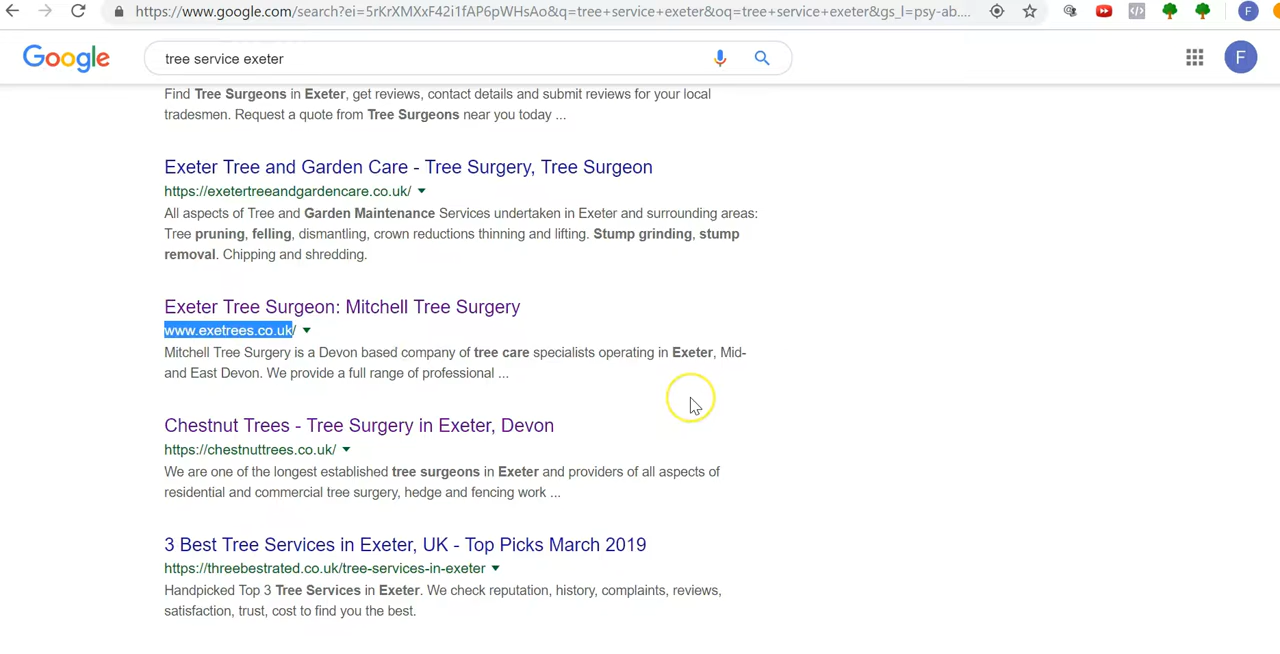 https://www.google.com/search?ei=5rKrXMXxF42i1fAP6pWHsAo&q=tree+service+exeter&oq=tree+service+exeter&gs_l=psy-ab....
F
Google
tree service exeter
F
Find Tree Surgeons in Exeter, get reviews, contact details and submit reviews for your local
tradesmen. Request a quote from Tree Surgeons near you today ...
Exeter Tree and Garden Care - Tree Surgery, Tree Surgeon
https://exetertreeandgardencare.co.uk/
All aspects of Tree and Garden Maintenance Services undertaken in Exeter and surrounding areas:
Tree pruning, felling, dismantling, crown reductions thinning and lifting. Stump grinding, stump
removal. Chipping and shredding.
Exeter Tree Surgeon: Mitchell Tree Surgery
www.exetrees.co.uk/
Mitchell Tree Surgery is a Devon based company of tree care specialists operating in Exeter, Mid-
and East Devon. We provide a full range of professional ...
Chestnut Trees - Tree Surgery in Exeter, Devon
https://chestnuttrees.co.uk/
We are one of the longest established tree surgeons in Exeter and providers of all aspects of
residential and commercial tree surgery, hedge and fencing work ...
3 Best Tree Services in Exeter, UK - Top Picks March 2019
https://threebestrated.co.uk/tree-services-in-exeter
Handpicked Top 3 Tree Services in Exeter. We check reputation, history, complaints, reviews,
satisfaction, trust, cost to find you the best.